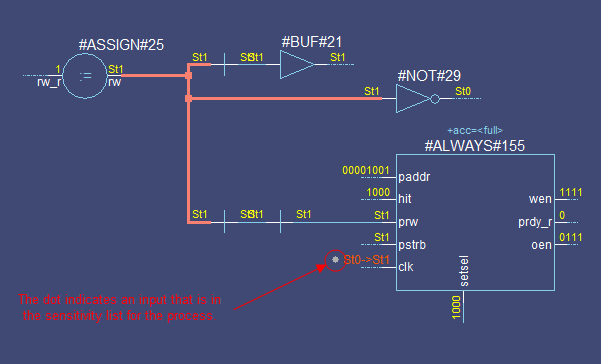 #ASSIGN#25
#BUF#21
#NOT#29
1
St1
:=
rw_r
rw
St1
St1
St1
St0
+acc=<full>
#ALWAYS#155
00001001
paddr
1000
hit
wen
1111
St1
St1
St1
prw
prdy_r
0
St1
pstrb
oen
0111
St0->St1
clk
setsel
1000
The dot indicates an input that is in
the sensitivity list for the process